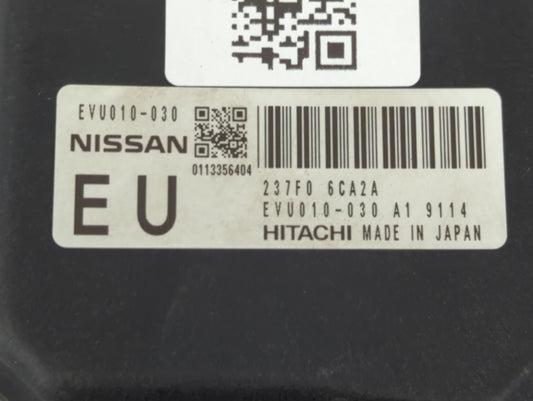 EVU010-030
NISSAN
0113356404
EU
237F0 6CA2A
EVU010-030 A1 9114
HITACHI MADE IN JAPAN